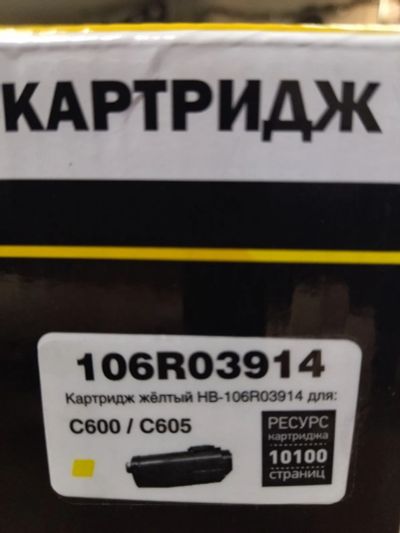 КАРТРИДЖ
106R03914
Картридж жёлтый HB-106R03914 для:
C600 / C605
РЕСУРС
картриджа
10100
страниц